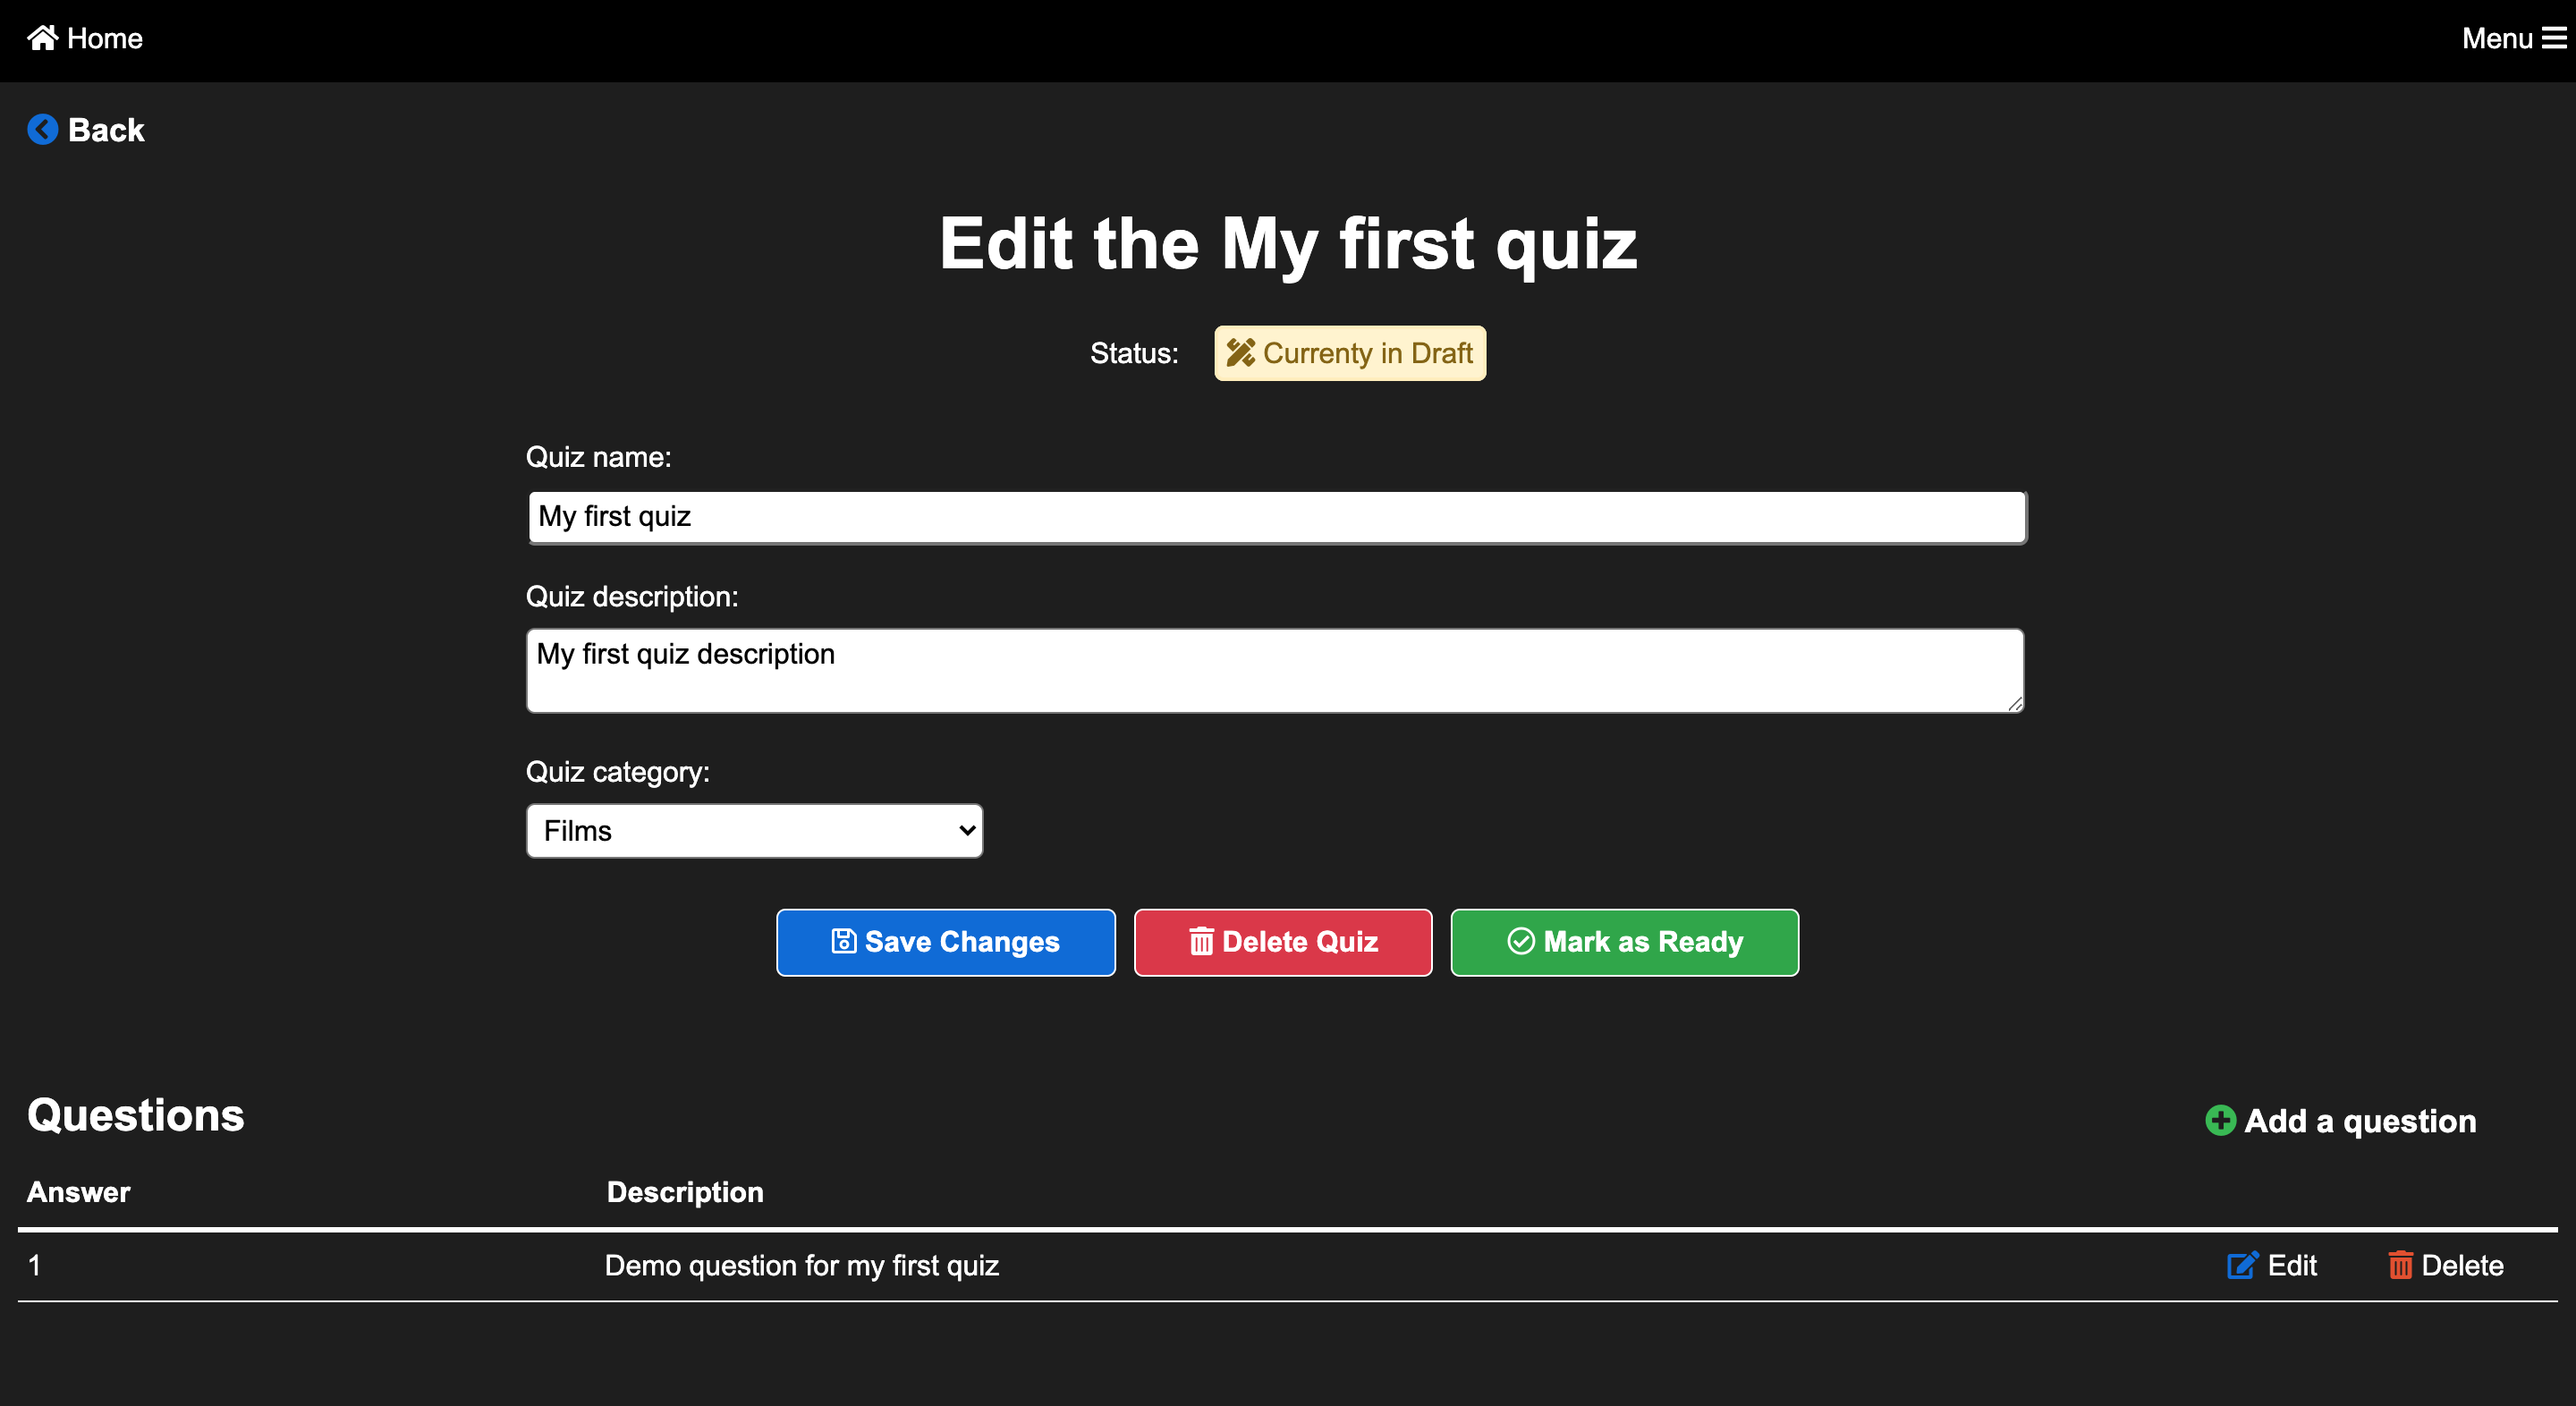 Home
Menu
Back
Edit the My first quiz
Status: Currenty in Draft
Quiz name:
My first quiz
Quiz description:
My first quiz description
Quiz category:
Films
Save Changes Delete Quiz Mark as Ready
Questions
Add a question
Answer Description
1 Demo question for my first quiz Edit Delete